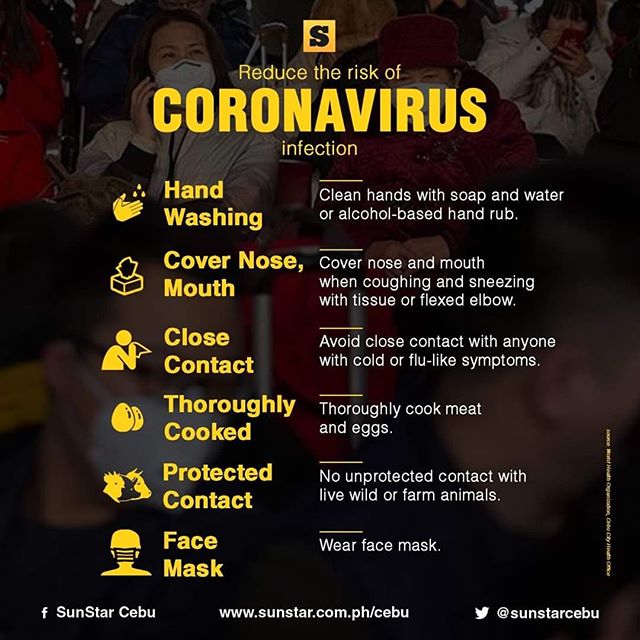 S
Reduce the risk of
CORONAVIRUS
infection
Hand
Washing
Clean hands with soap and water
or alcohol-based hand rub.
Cover Nose,
Mouth
Cover nose and mouth
when coughing and sneezing
with tissue or flexed elbow.
Close
Contact
Avoid close contact with anyone
with cold or flu-like symptoms.
Thoroughly
Cooked
Thoroughly cook meat
and eggs.
Protected
Contact
No unprotected contact with
live wild or farm animals.
Face
Mask
Wear face mask.
source: World Health Organization, Cebu City Health Office
f SunStar Cebu
www.sunstar.com.ph/cebu
@sunstarcebu